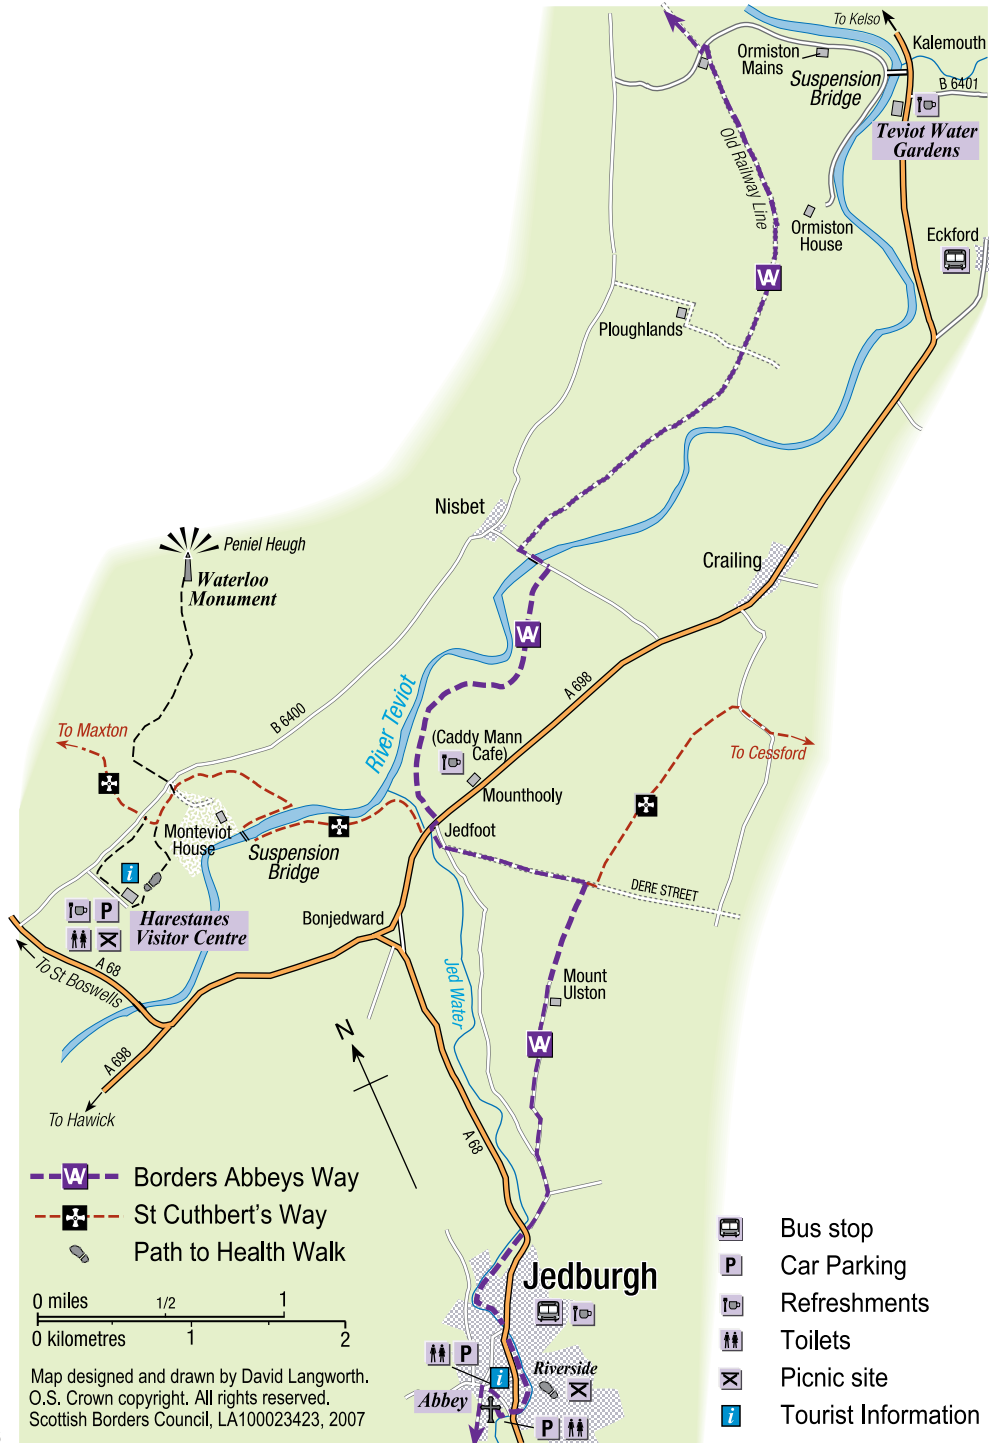 To Kelso
Kalemouth
Ormiston
Mains
Suspension
Bridge
B 6401
Teviot Water
Gardens
Old Railway Line
Ormiston
House
Eckford
W
Ploughlands
Nisbet
Crailing
Peniel Heugh
Waterloo
Monument
W
A 698
B 6400
River Teviot
To Maxton
(Caddy Mann
Cafe)
To Cessford
Mounthooly
Jedfoot
Monteviot
House
Suspension
Bridge
i
DERE STREET
P
Harestanes
Visitor Centre
Bonjedward
A 68
To St Boswells
Jed Water
Mount
Ulston
W
N
A 698
To Hawick
A 68
W Borders Abbeys Way
St Cuthbert's Way
Path to Health Walk
0 miles 1/2 1
0 kilometres 1 2
Map designed and drawn by David Langworth.
O.S. Crown copyright. All rights reserved.
Scottish Borders Council, LA100023423, 2007
Jedburgh
P
i
Riverside
Abbey
P
Bus stop
P Car Parking
Refreshments
Toilets
Picnic site
i Tourist Information